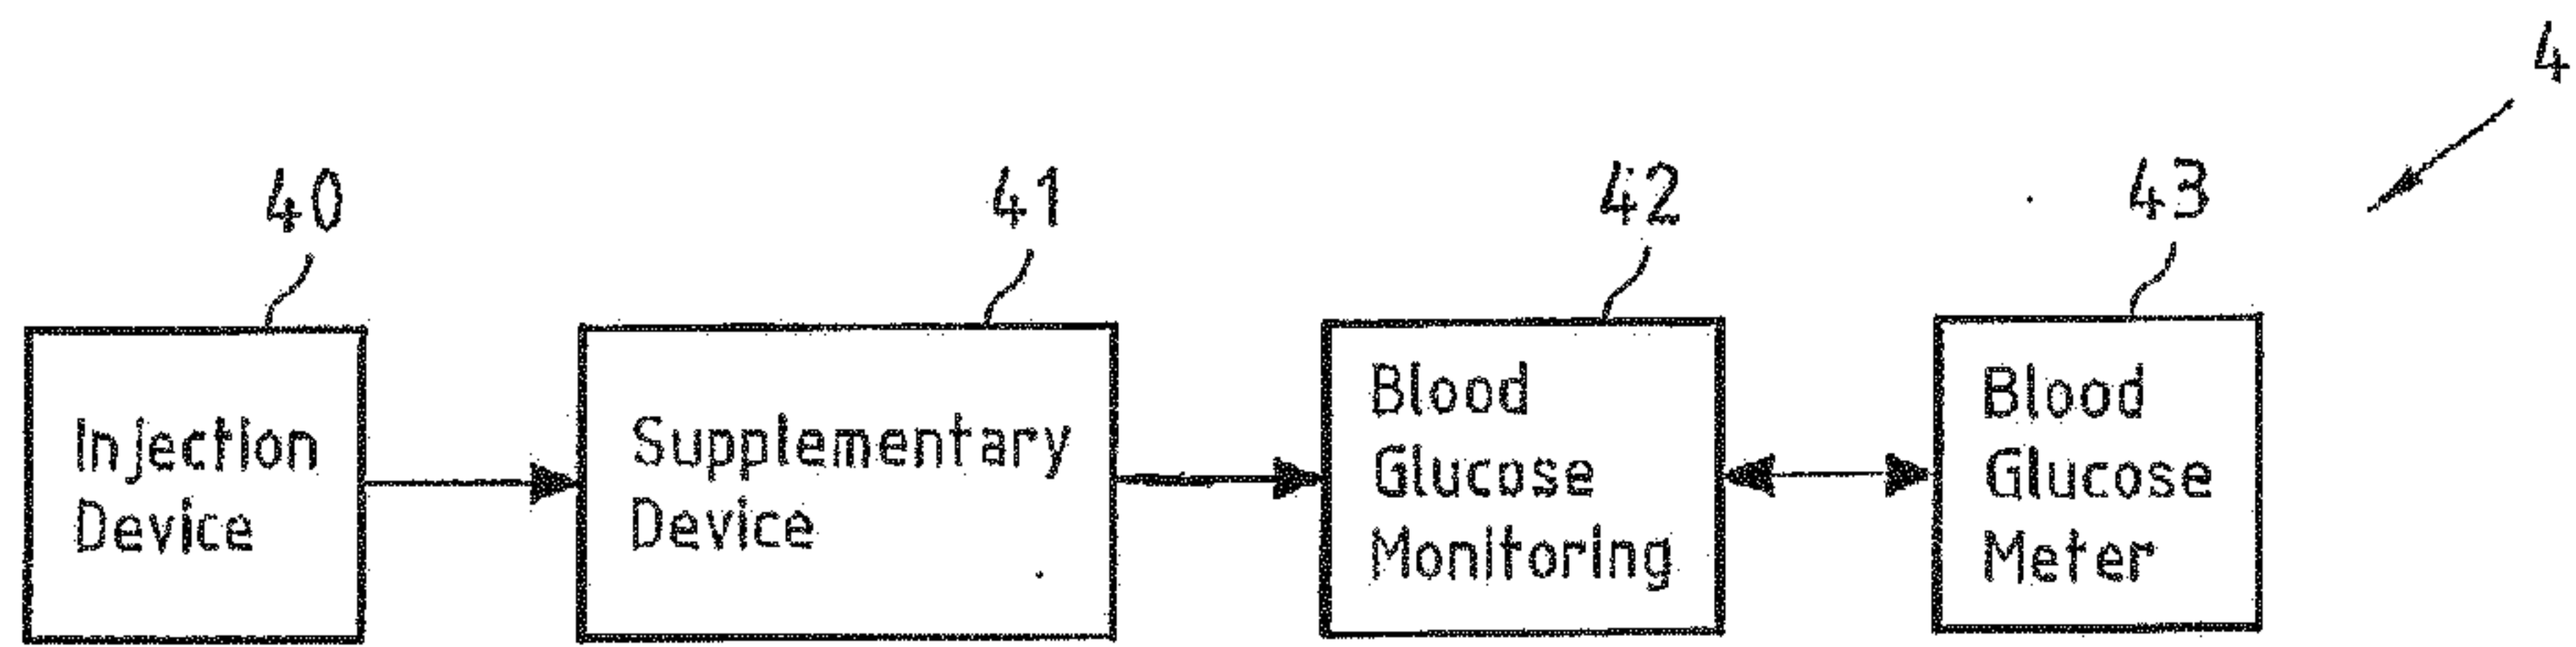 4
40
41
42
43
Injection
Device
Supplementary
Device
Blood
Glucose
Monitoring
Blood
Glucose
Meter